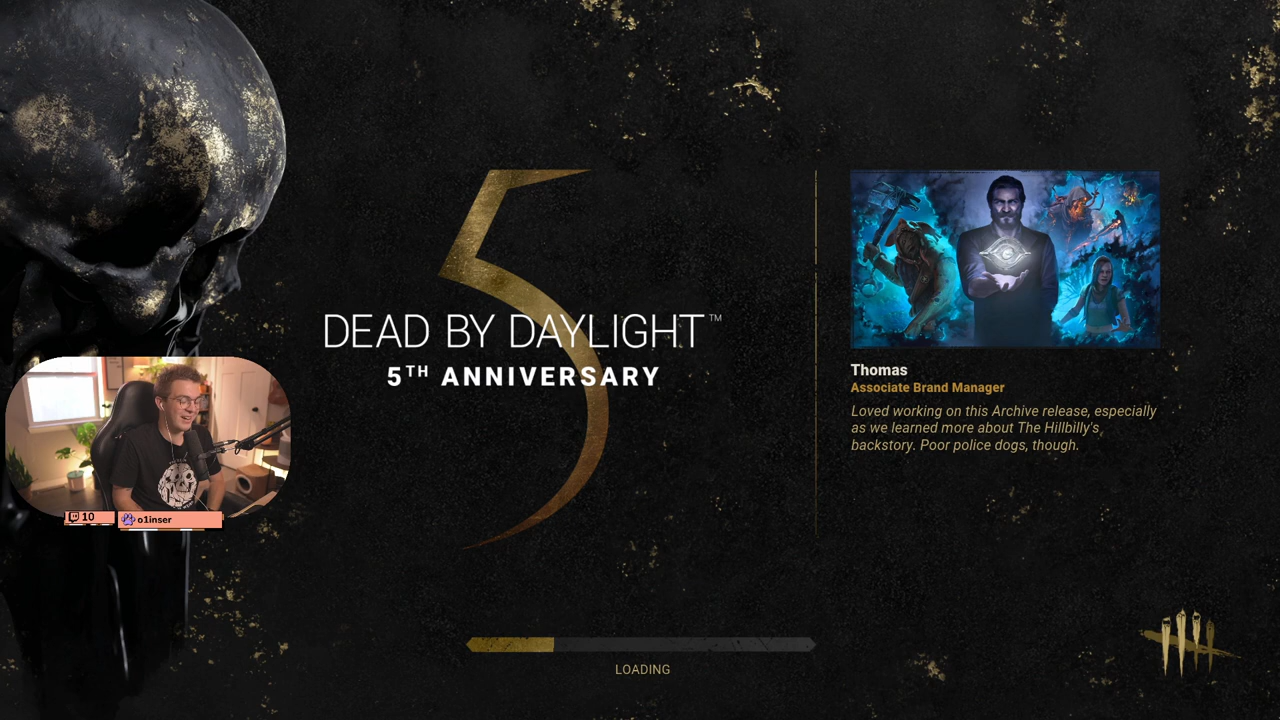 DEAD BY DAYLIGHT™
5TH ANNIVERSARY
Thomas
Associate Brand Manager
Loved working on this Archive release, especially
as we learned more about The Hillbilly's
backstory. Poor police dogs, though.
10
o1inser
LOADING